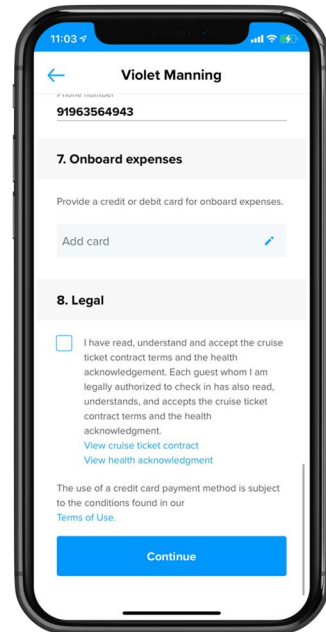 11:03
Violet Manning
Phone number
91963564943
7. Onboard expenses
Provide a credit or debit card for onboard expenses.
Add card
8. Legal
I have read, understand and accept the cruise
ticket contract terms and the health
acknowledgement. Each guest whom I am
legally authorized to check in has also read,
understands, and accepts the cruise ticket
contract terms and the health
acknowledgment.
View cruise ticket contract
View health acknowledgment
The use of a credit card payment method is subject
to the conditions found in our
Terms of Use.
Continue